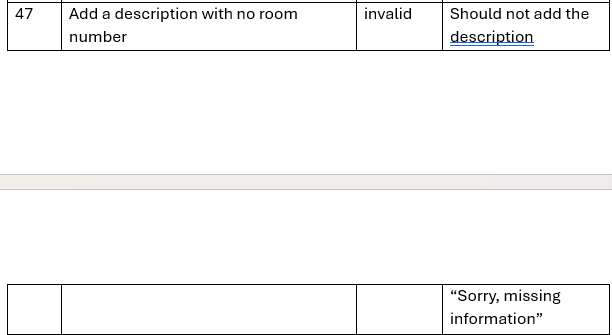 47 Add a description with no room invalid Should not add the
number description
“Sorry, missing
information”